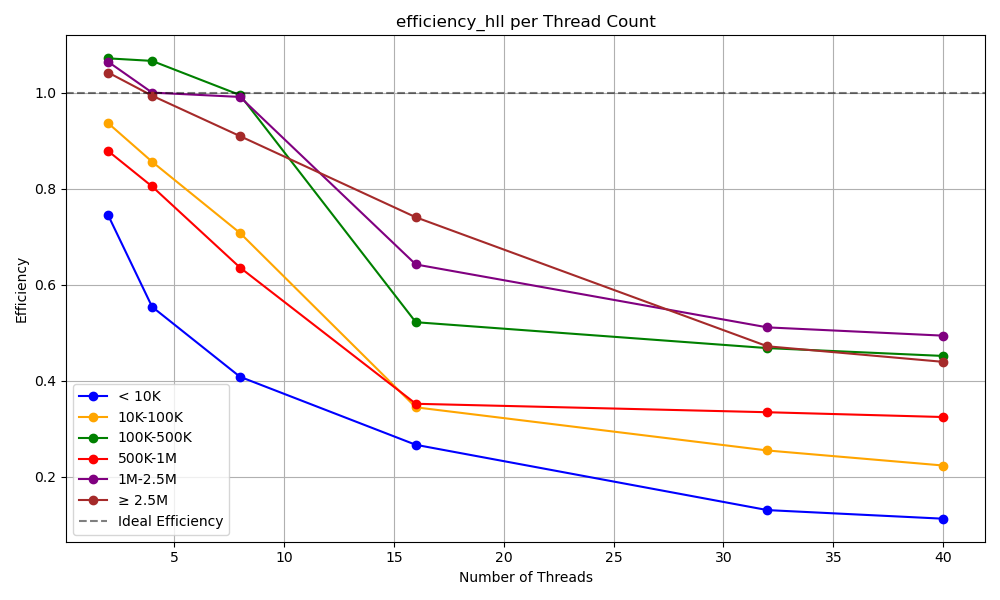 efficiency_hll per Thread Count
Efficiency
1.0
0.8
0.6
0.4
0.2
< 10K
10K-100K
100K-500K
500K-1M
1M-2.5M
≥ 2.5M
Ideal Efficiency
5 10 15 20 25 30 35 40
Number of Threads